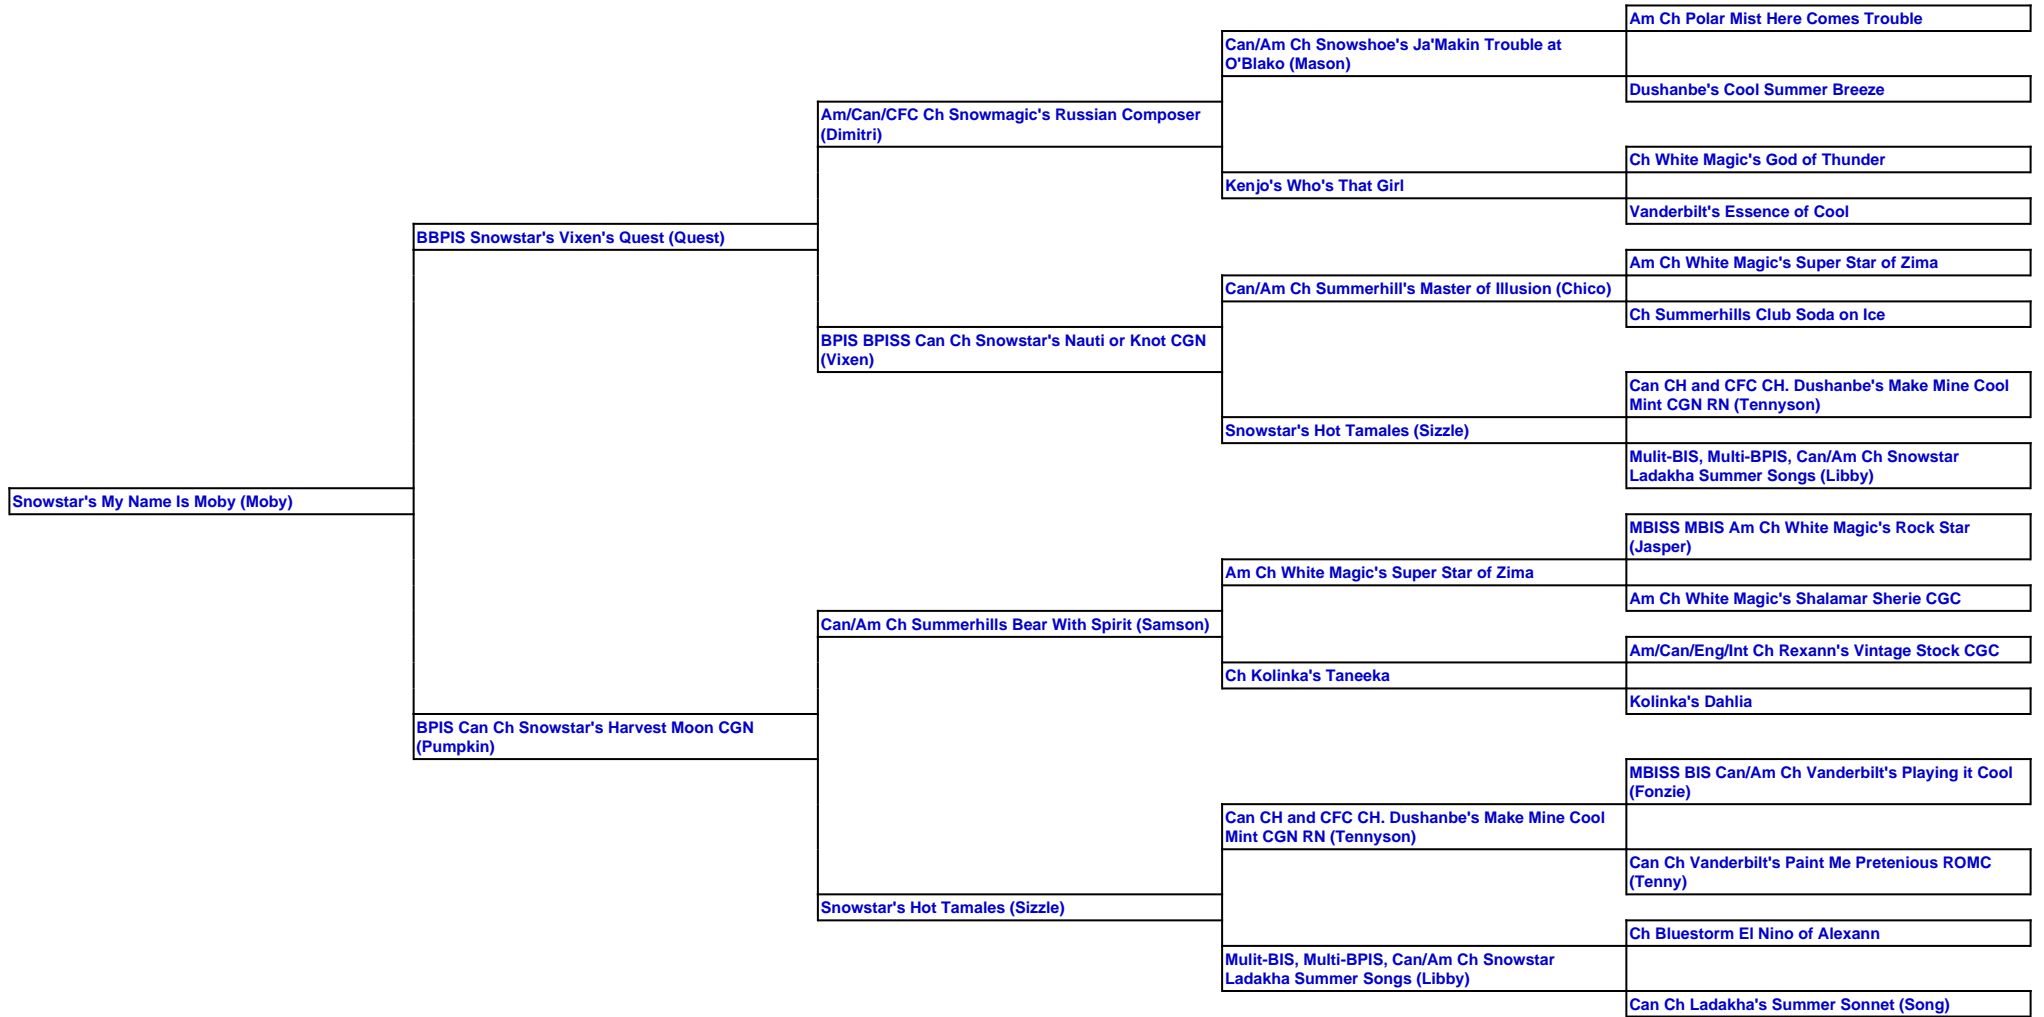 Am Ch Polar Mist Here Comes Trouble
Can/Am Ch Snowshoe's Ja'Makin Trouble at
O'Blako (Mason)
Dushanbe's Cool Summer Breeze
Am/Can/CFC Ch Snowmagic's Russian Composer
(Dimitri)
Ch White Magic's God of Thunder
Kenjo's Who's That Girl
Vanderbilt's Essence of Cool
BBPIS Snowstar's Vixen's Quest (Quest)
Am Ch White Magic's Super Star of Zima
Can/Am Ch Summerhill's Master of Illusion (Chico)
Ch Summerhills Club Soda on Ice
BPIS BPISS Can Ch Snowstar's Nauti or Knot CGN
(Vixen)
Can CH and CFC CH. Dushanbe's Make Mine Cool
Mint CGN RN (Tennyson)
Snowstar's Hot Tamales (Sizzle)
Mulit-BIS, Multi-BPIS, Can/Am Ch Snowstar
Ladakha Summer Songs (Libby)
Snowstar's My Name Is Moby (Moby)
MBISS MBIS Am Ch White Magic's Rock Star
(Jasper)
Am Ch White Magic's Super Star of Zima
Am Ch White Magic's Shalamar Sherie CGC
Can/Am Ch Summerhills Bear With Spirit (Samson)
Am/Can/Eng/Int Ch Rexann's Vintage Stock CGC
Ch Kolinka's Taneeka
Kolinka's Dahlia
BPIS Can Ch Snowstar's Harvest Moon CGN
(Pumpkin)
MBISS BIS Can/Am Ch Vanderbilt's Playing it Cool
(Fonzie)
Can CH and CFC CH. Dushanbe's Make Mine Cool
Mint CGN RN (Tennyson)
Can Ch Vanderbilt's Paint Me Pretenious ROMC
(Tenny)
Snowstar's Hot Tamales (Sizzle)
Ch Bluestorm El Nino of Alexann
Mulit-BIS, Multi-BPIS, Can/Am Ch Snowstar
Ladakha Summer Songs (Libby)
Can Ch Ladakha's Summer Sonnet (Song)